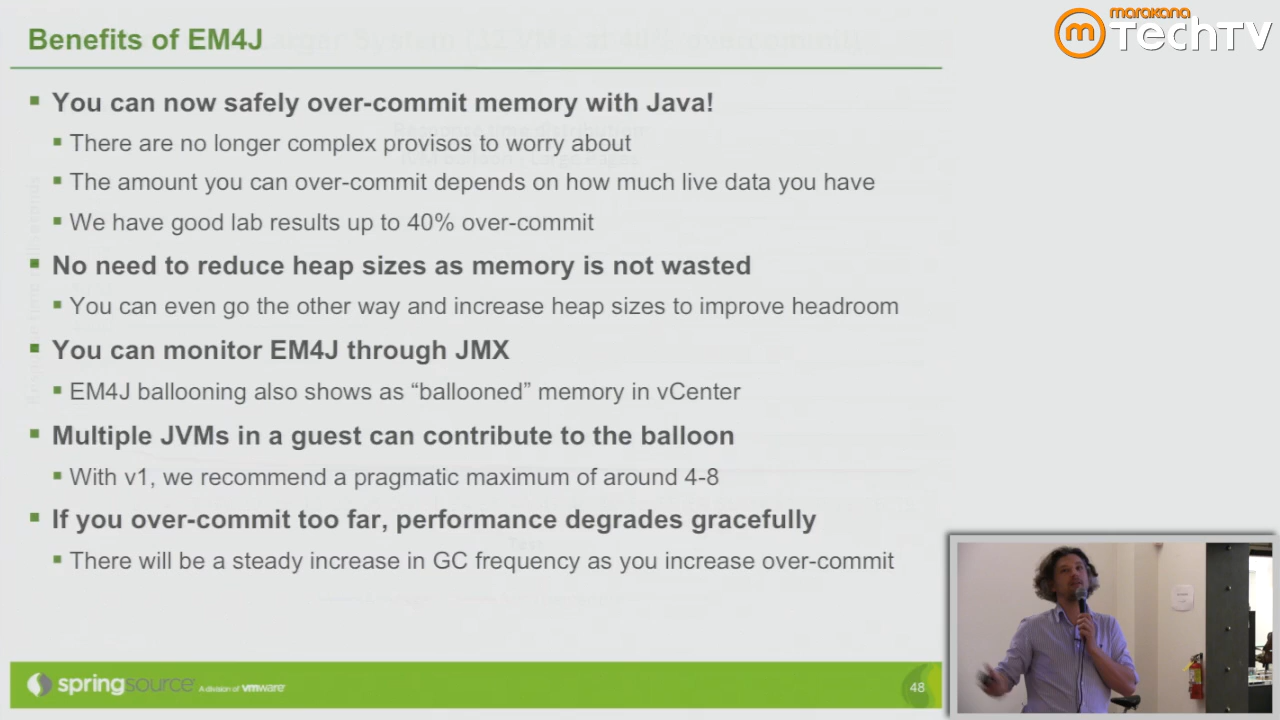 Benefits of EM4J
marakana
TechTV
You can now safely over-commit memory with Java!
There are no longer complex provisos to worry about
The amount you can over-commit depends on how much live data you have
We have good lab results up to 40% over-commit
No need to reduce heap sizes as memory is not wasted
You can even go the other way and increase heap sizes to improve headroom
You can monitor EM4J through JMX
EM4J ballooning also shows as “ballooned” memory in vCenter
Multiple JVMs in a guest can contribute to the balloon
With v1, we recommend a pragmatic maximum of around 4-8
If you over-commit too far, performance degrades gracefully
There will be a steady increase in GC frequency as you increase over-commit
springsource A division of vmware
48